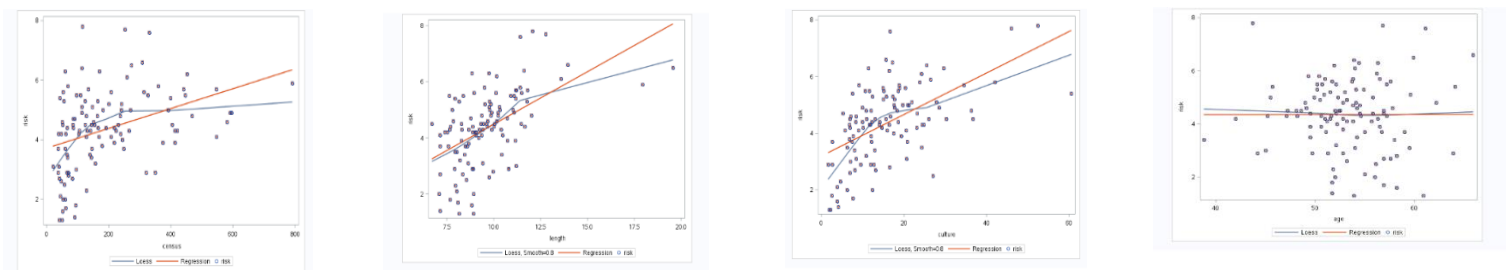 8
6
4
2
risk
0 200 400 600 800
census
Loess Regression risk
8
6
4
2
risk
75 100 125 150 175 200
length
Loess, Smooth=0.8 Regression risk
8
6
4
2
risk
0 20 40 60
culture
Loess, Smooth=0.8 Regression risk
8
6
4
2
risk
40 50 60
age
Loess Regression risk